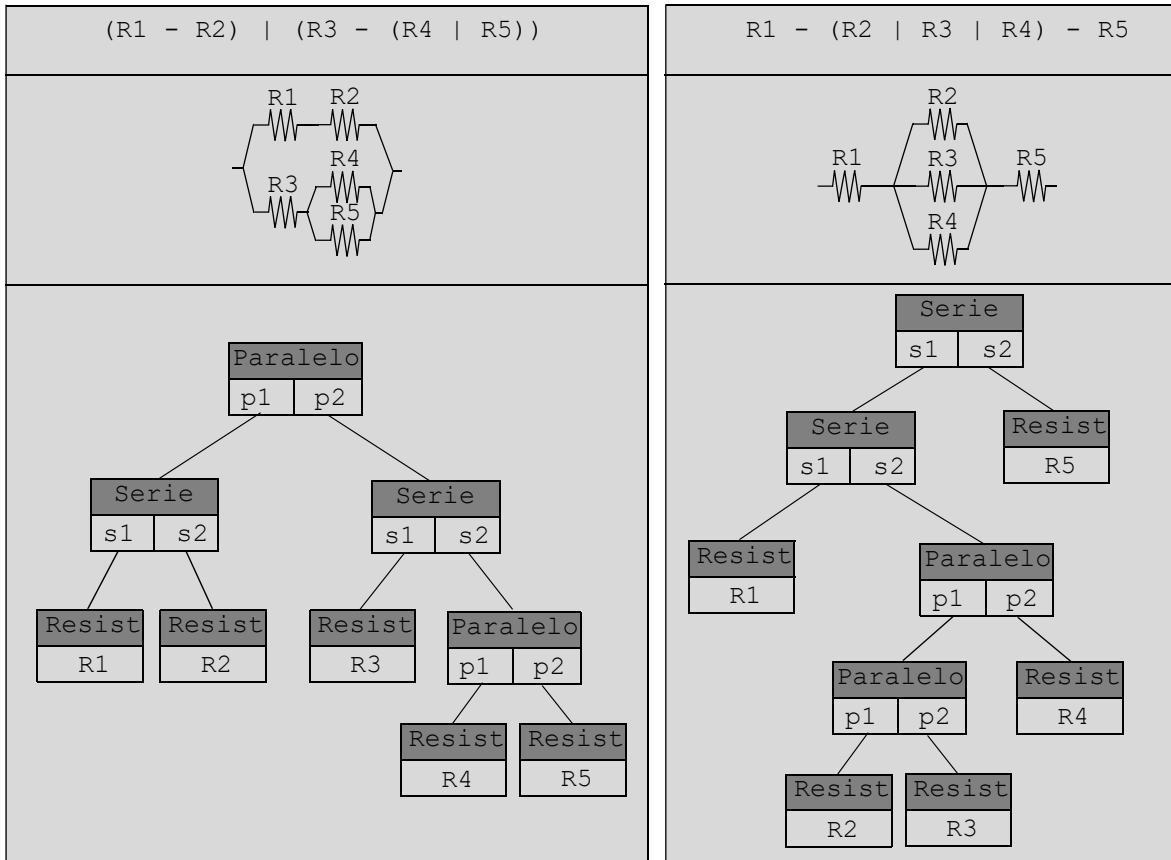 (R1 - R2) | (R3 - (R4 | R5))
R1 R2
R4
R3
R5
Paralelo
p1 p2
Serie Serie
s1 s2 s1 s2
Resist Resist Resist Paralelo
R1 R2 R3 p1 p2
Resist Resist
R4 R5
R1 - (R2 | R3 | R4) - R5
R2
R1 R3 R5
R4
Serie
s1 s2
Serie Resist
s1 s2 R5
Resist Paralelo
R1 p1 p2
Paralelo Resist
p1 p2 R4
Resist Resist
R2 R3